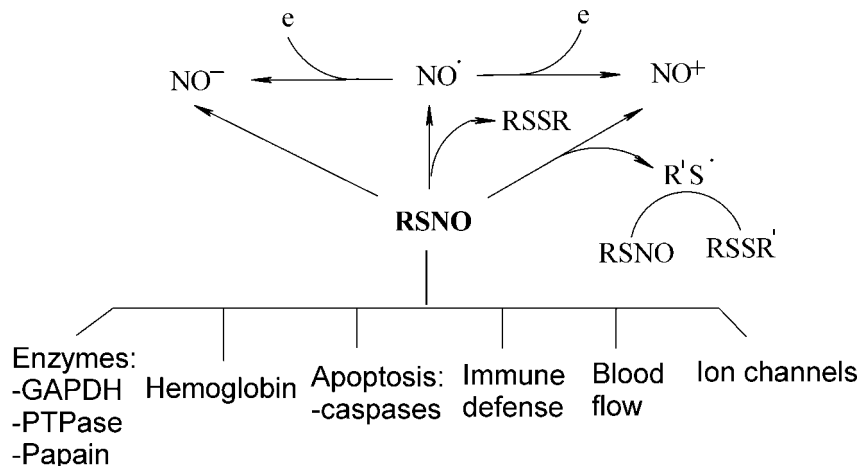 e
e
NO⁻
NO˙
NO⁺
RSSR
R'S˙
RSNO
RSNO
RSSR'
Enzymes:
-GAPDH
-PTPase
-Papain
Hemoglobin
Apoptosis:
-caspases
Immune
defense
Blood
flow
Ion channels